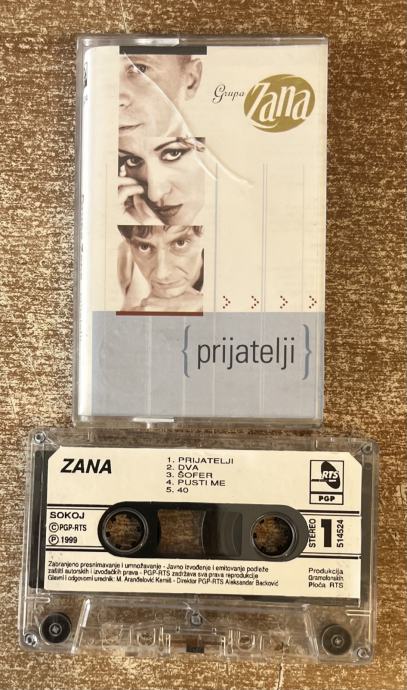 Grupa Zana
{prijatelji}
ZANA
1. PRIJATELJI
2. DVA
3. ŠOFER
4. PUSTI ME
5. 40
RTS
PGP
SOKOJ
©PGP-RTS
Ⓟ 1999
STEREO 1 514524
Zabranjeno presnimavanje i umnožavanje - Javno izvođenje i emitovanje podleže
zaštiti autorskih i izvođačkih prava - PGP-RTS zadržava sva prava reprodukcije
Glavni i odgovorni urednik: M. Aranđelović Kemiš - Direktor PGP-RTS Aleksandar Backović
Produkcija
Gramofonskih
Ploča RTS